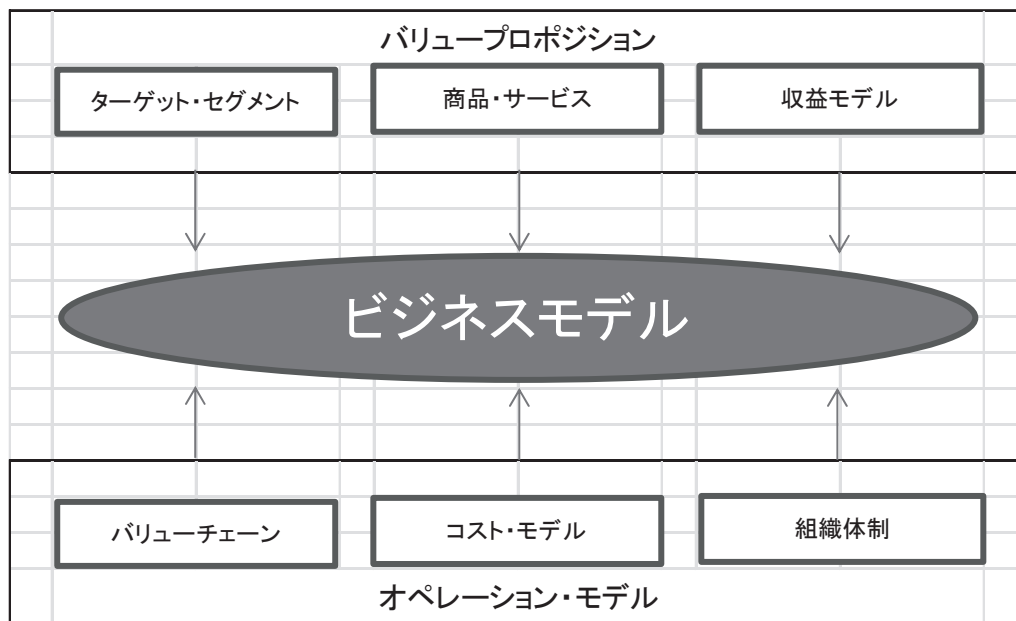 バリュープロポジション
ターゲット・セグメント
商品・サービス
収益モデル
ビジネスモデル
バリューチェーン
コスト・モデル
組織体制
オペレーション・モデル